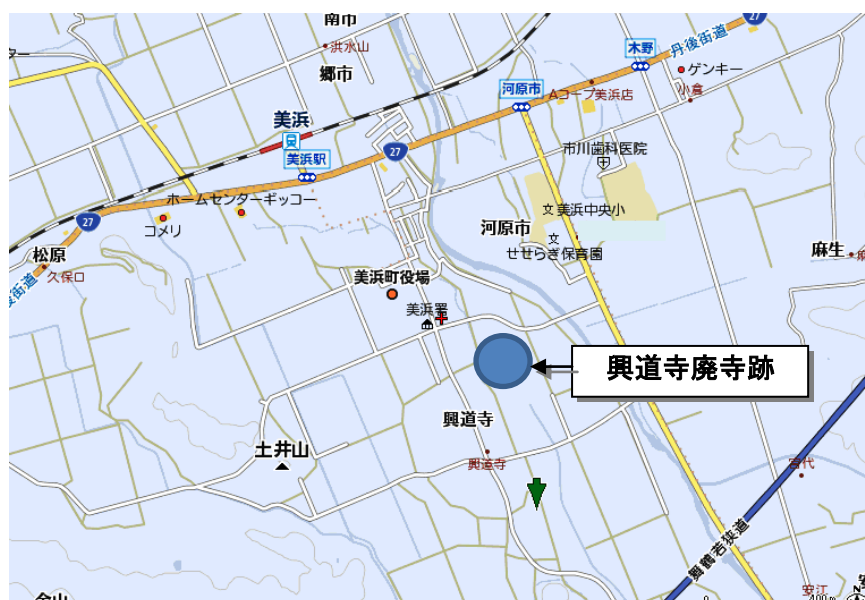 南市
洪水山
郷市
木野
丹後街道
27
ゲンキー
河原市
Aコープ美浜店
小倉
美浜
美浜駅
27
市川歯科医院
ホームセンターギッコー
コメリ
27
文美浜中央小
河原市
文
せせらぎ保育園
松原
久保口
麻生
美浜町役場
美浜署
興道寺廃寺跡
興道寺
土井山
興道寺
宮代
舞鶴若狭道
安江